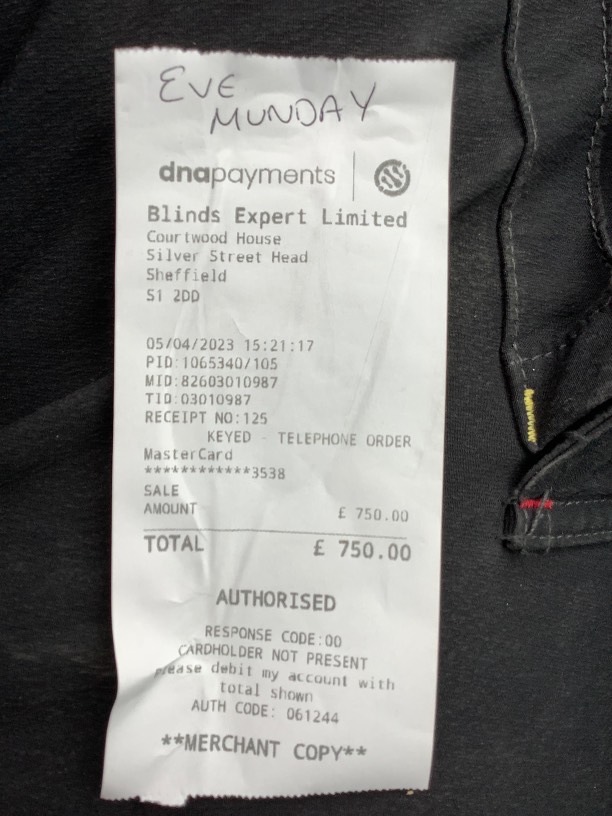 EVE
MUNDAY
dnapayments
Blinds Expert Limited
Courtwood House
Silver Street Head
Sheffield
S1 2DD
05/04/2023 15:21:17
PID:1065340/105
MID:82603010987
TID:03010987
RECEIPT NO:125
KEYED - TELEPHONE ORDER
MasterCard
************3538
SALE
AMOUNT £ 750.00
TOTAL £ 750.00
AUTHORISED
RESPONSE CODE:00
CARDHOLDER NOT PRESENT
Please debit my account with
total shown
AUTH CODE: 061244
**MERCHANT COPY**